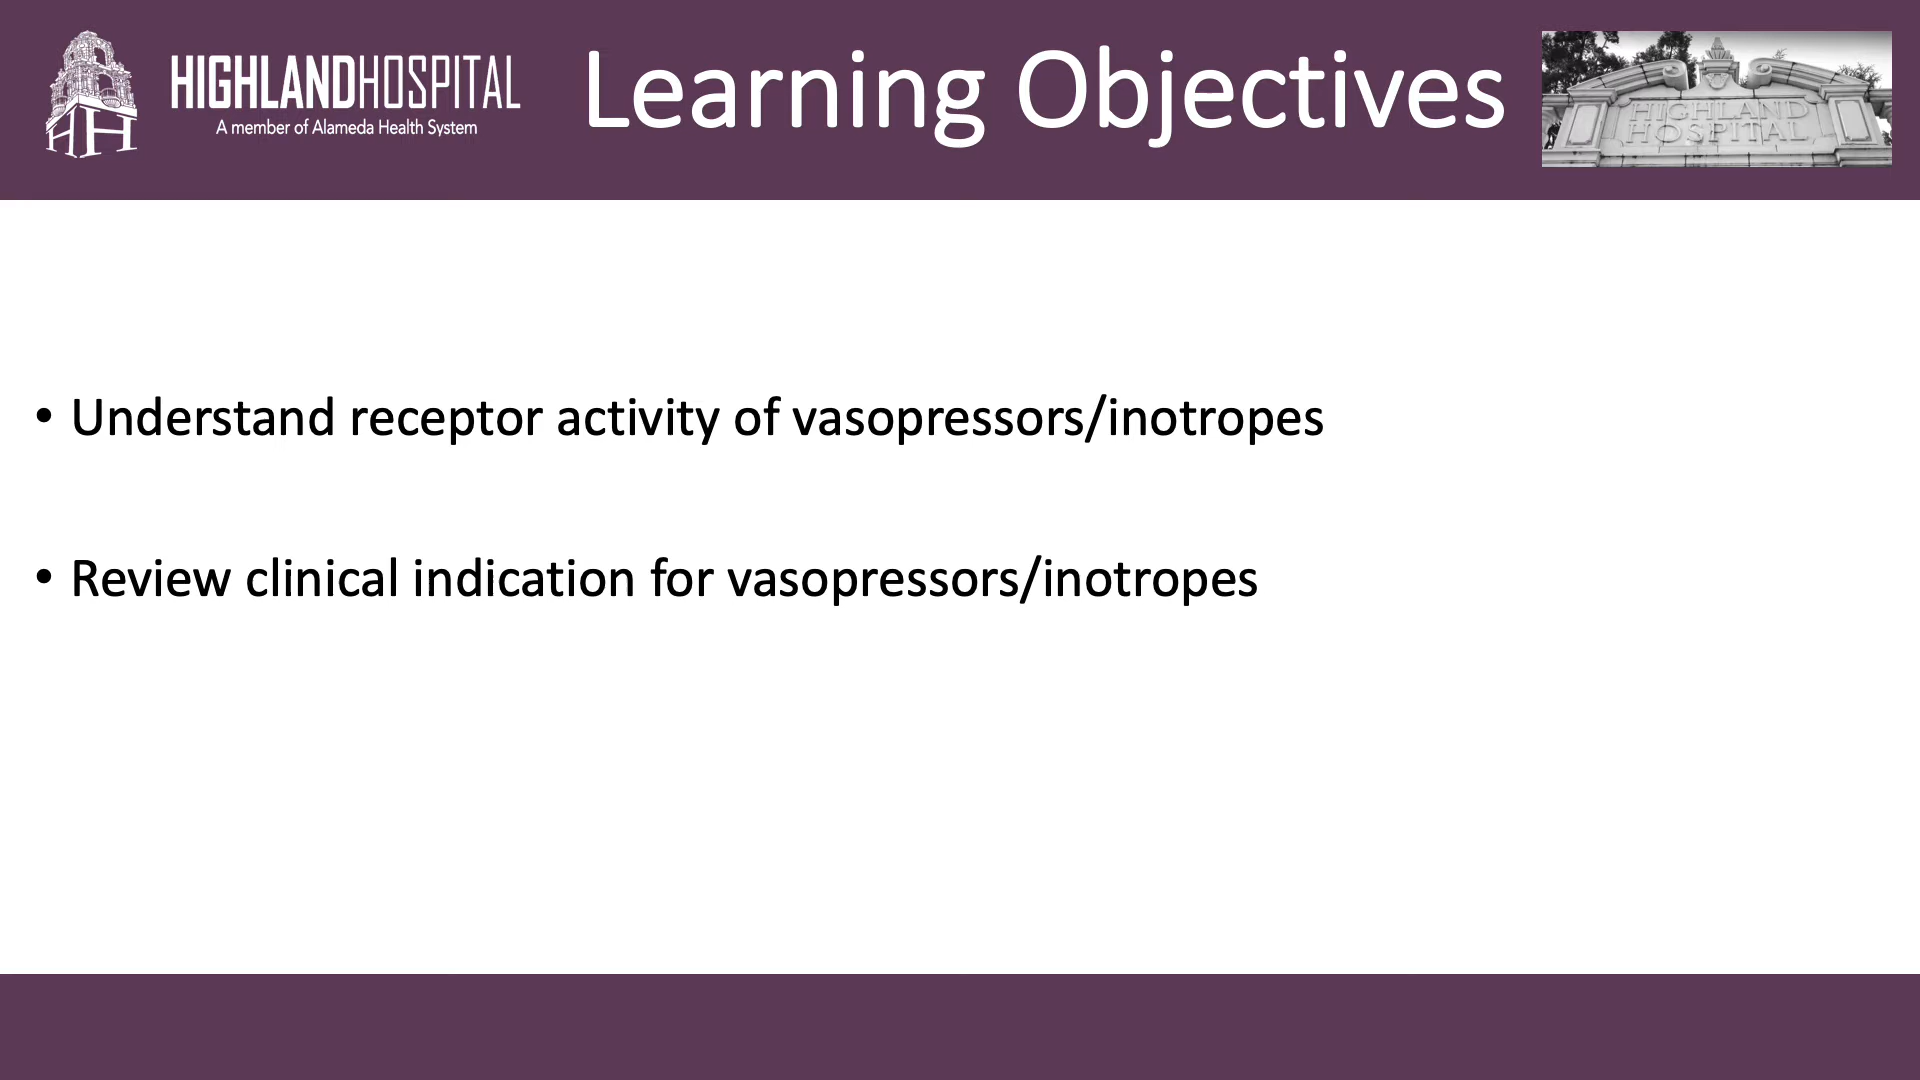 HIGHLANDHOSPITAL
A member of Alameda Health System
Learning Objectives
HIGHLAND
HOSPITAL
• Understand receptor activity of vasopressors/inotropes
• Review clinical indication for vasopressors/inotropes